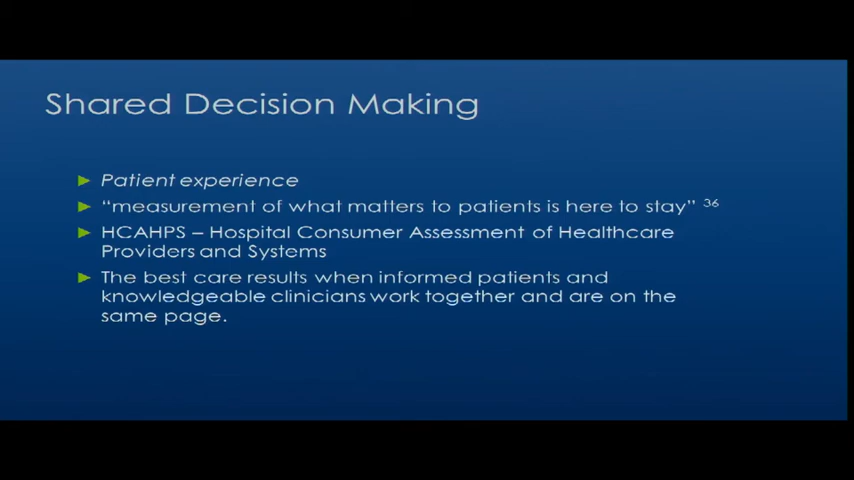 Shared Decision Making
Patient experience
“measurement of what matters to patients is here to stay” 36
HCAHPS – Hospital Consumer Assessment of Healthcare
Providers and Systems
The best care results when informed patients and
knowledgeable clinicians work together and are on the
same page.